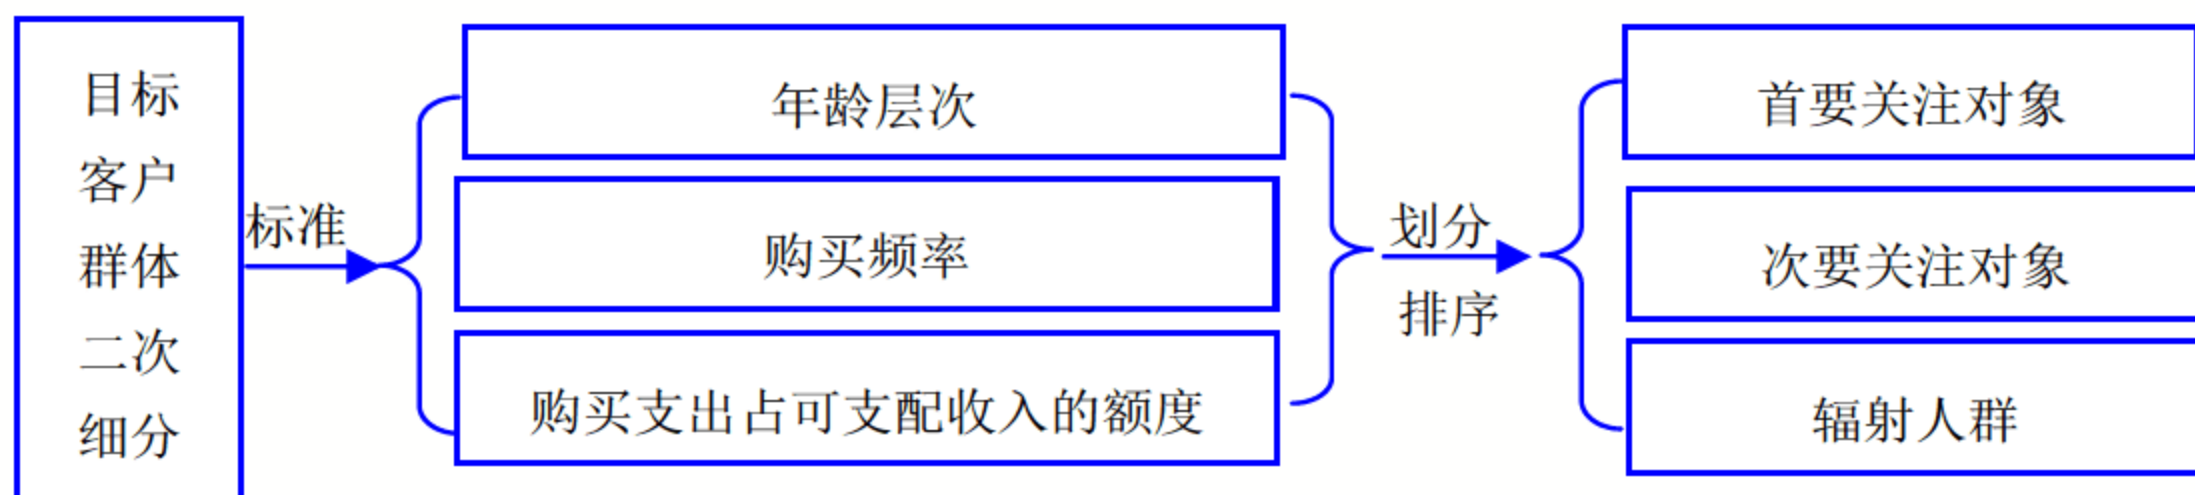 目标
客户
群体
二次
细分
标准
年龄层次
购买频率
购买支出占可支配收入的额度
划分
排序
首要关注对象
次要关注对象
辐射人群